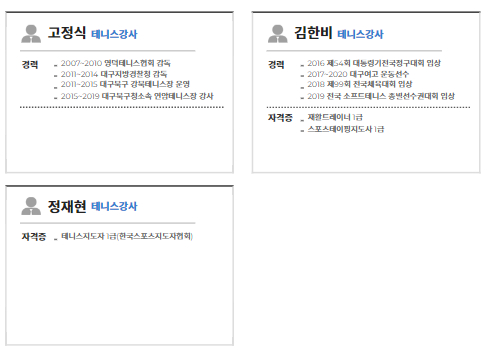 고정식 테니스강사
경력
- 2007~2010 영덕테니스협회 감독
- 2011~2014 대구지방경찰청 감독
- 2011~2015 대구북구 강북테니스장 운영
- 2015~2019 대구북구청소속 연암테니스장 강사
김한비 테니스강사
경력
- 2016 제54회 대통령기전국정구대회 입상
- 2017~2020 대구여고 운동선수
- 2018 제99회 전국체육대회 입상
- 2019 전국 소프트테니스 종별선수권대회 입상
자격증
- 재활트레이너 1급
- 스포츠테이핑지도사 1급
정재현 테니스강사
자격증
- 테니스지도자 1급(한국스포츠지도자협회)